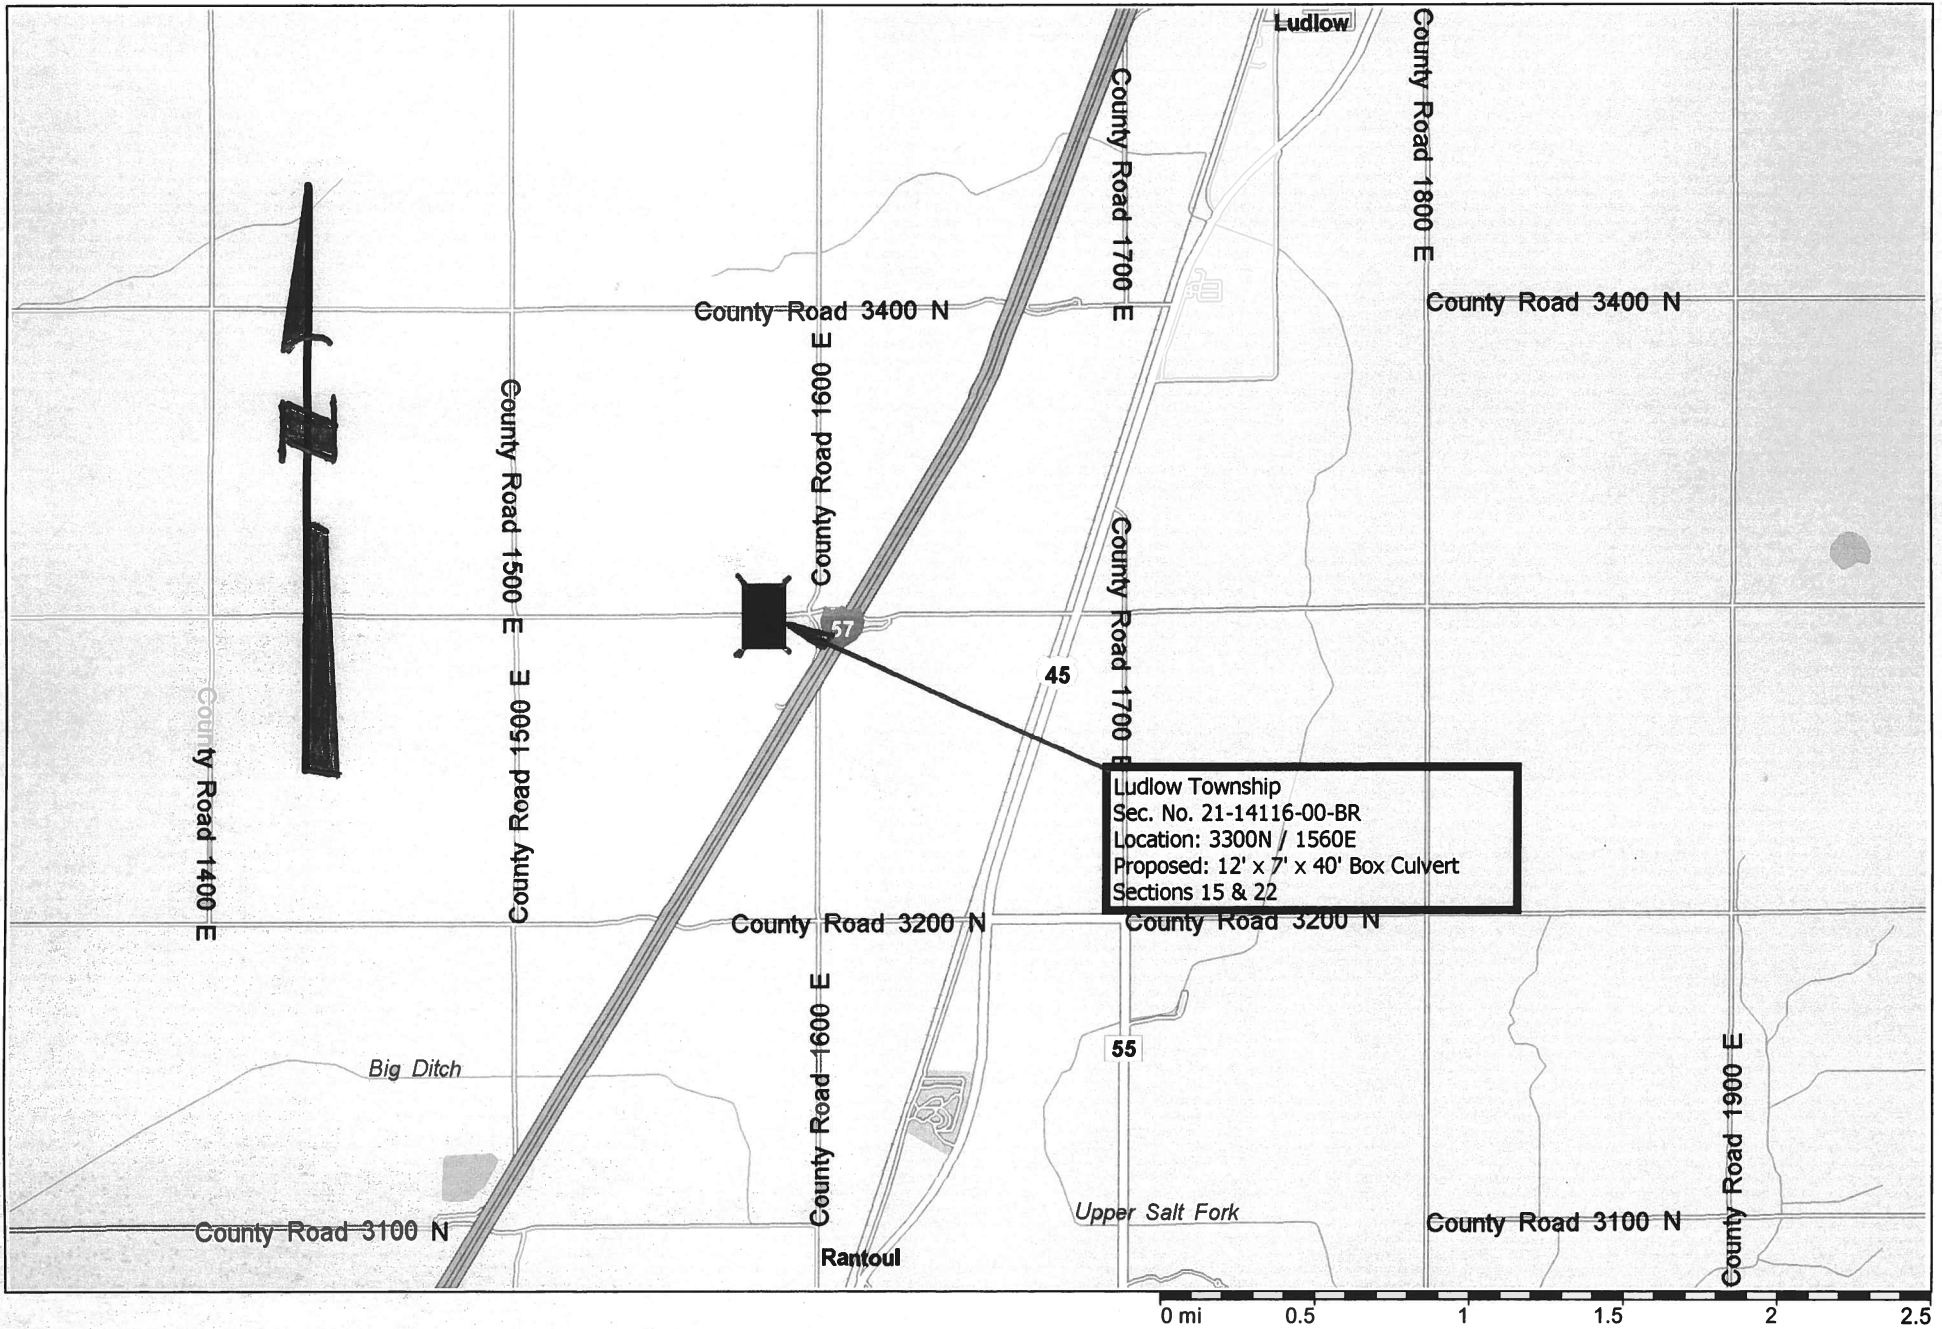 Ludlow
County Road 1700 E
County Road 1800 E
County Road 3400 N
County Road 3400 N
County Road 1600 E
County Road 1500 E
County Road 1700 E
57
45
County Road 1500 E
County Road 1400 E
Ludlow Township
Sec. No. 21-14116-00-BR
Location: 3300N / 1560E
Proposed: 12' x 7' x 40' Box Culvert
Sections 15 & 22
County Road 3200 N
County Road 3200 N
County Road 1600 E
55
Big Ditch
County Road 1900 E
Upper Salt Fork
County Road 3100 N
County Road 3100 N
Rantoul
0 mi 0.5 1 1.5 2 2.5